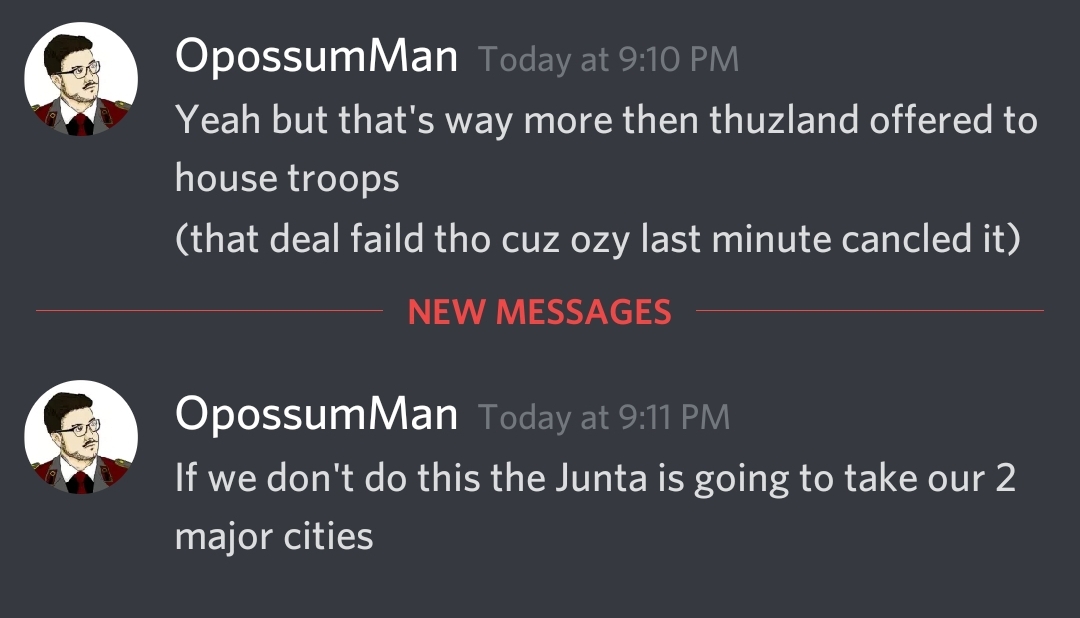 OpossumMan Today at 9:10 PM
Yeah but that's way more then thuzland offered to
house troops
(that deal faild tho cuz ozy last minute cancled it)
NEW MESSAGES
OpossumMan Today at 9:11 PM
If we don't do this the Junta is going to take our 2
major cities